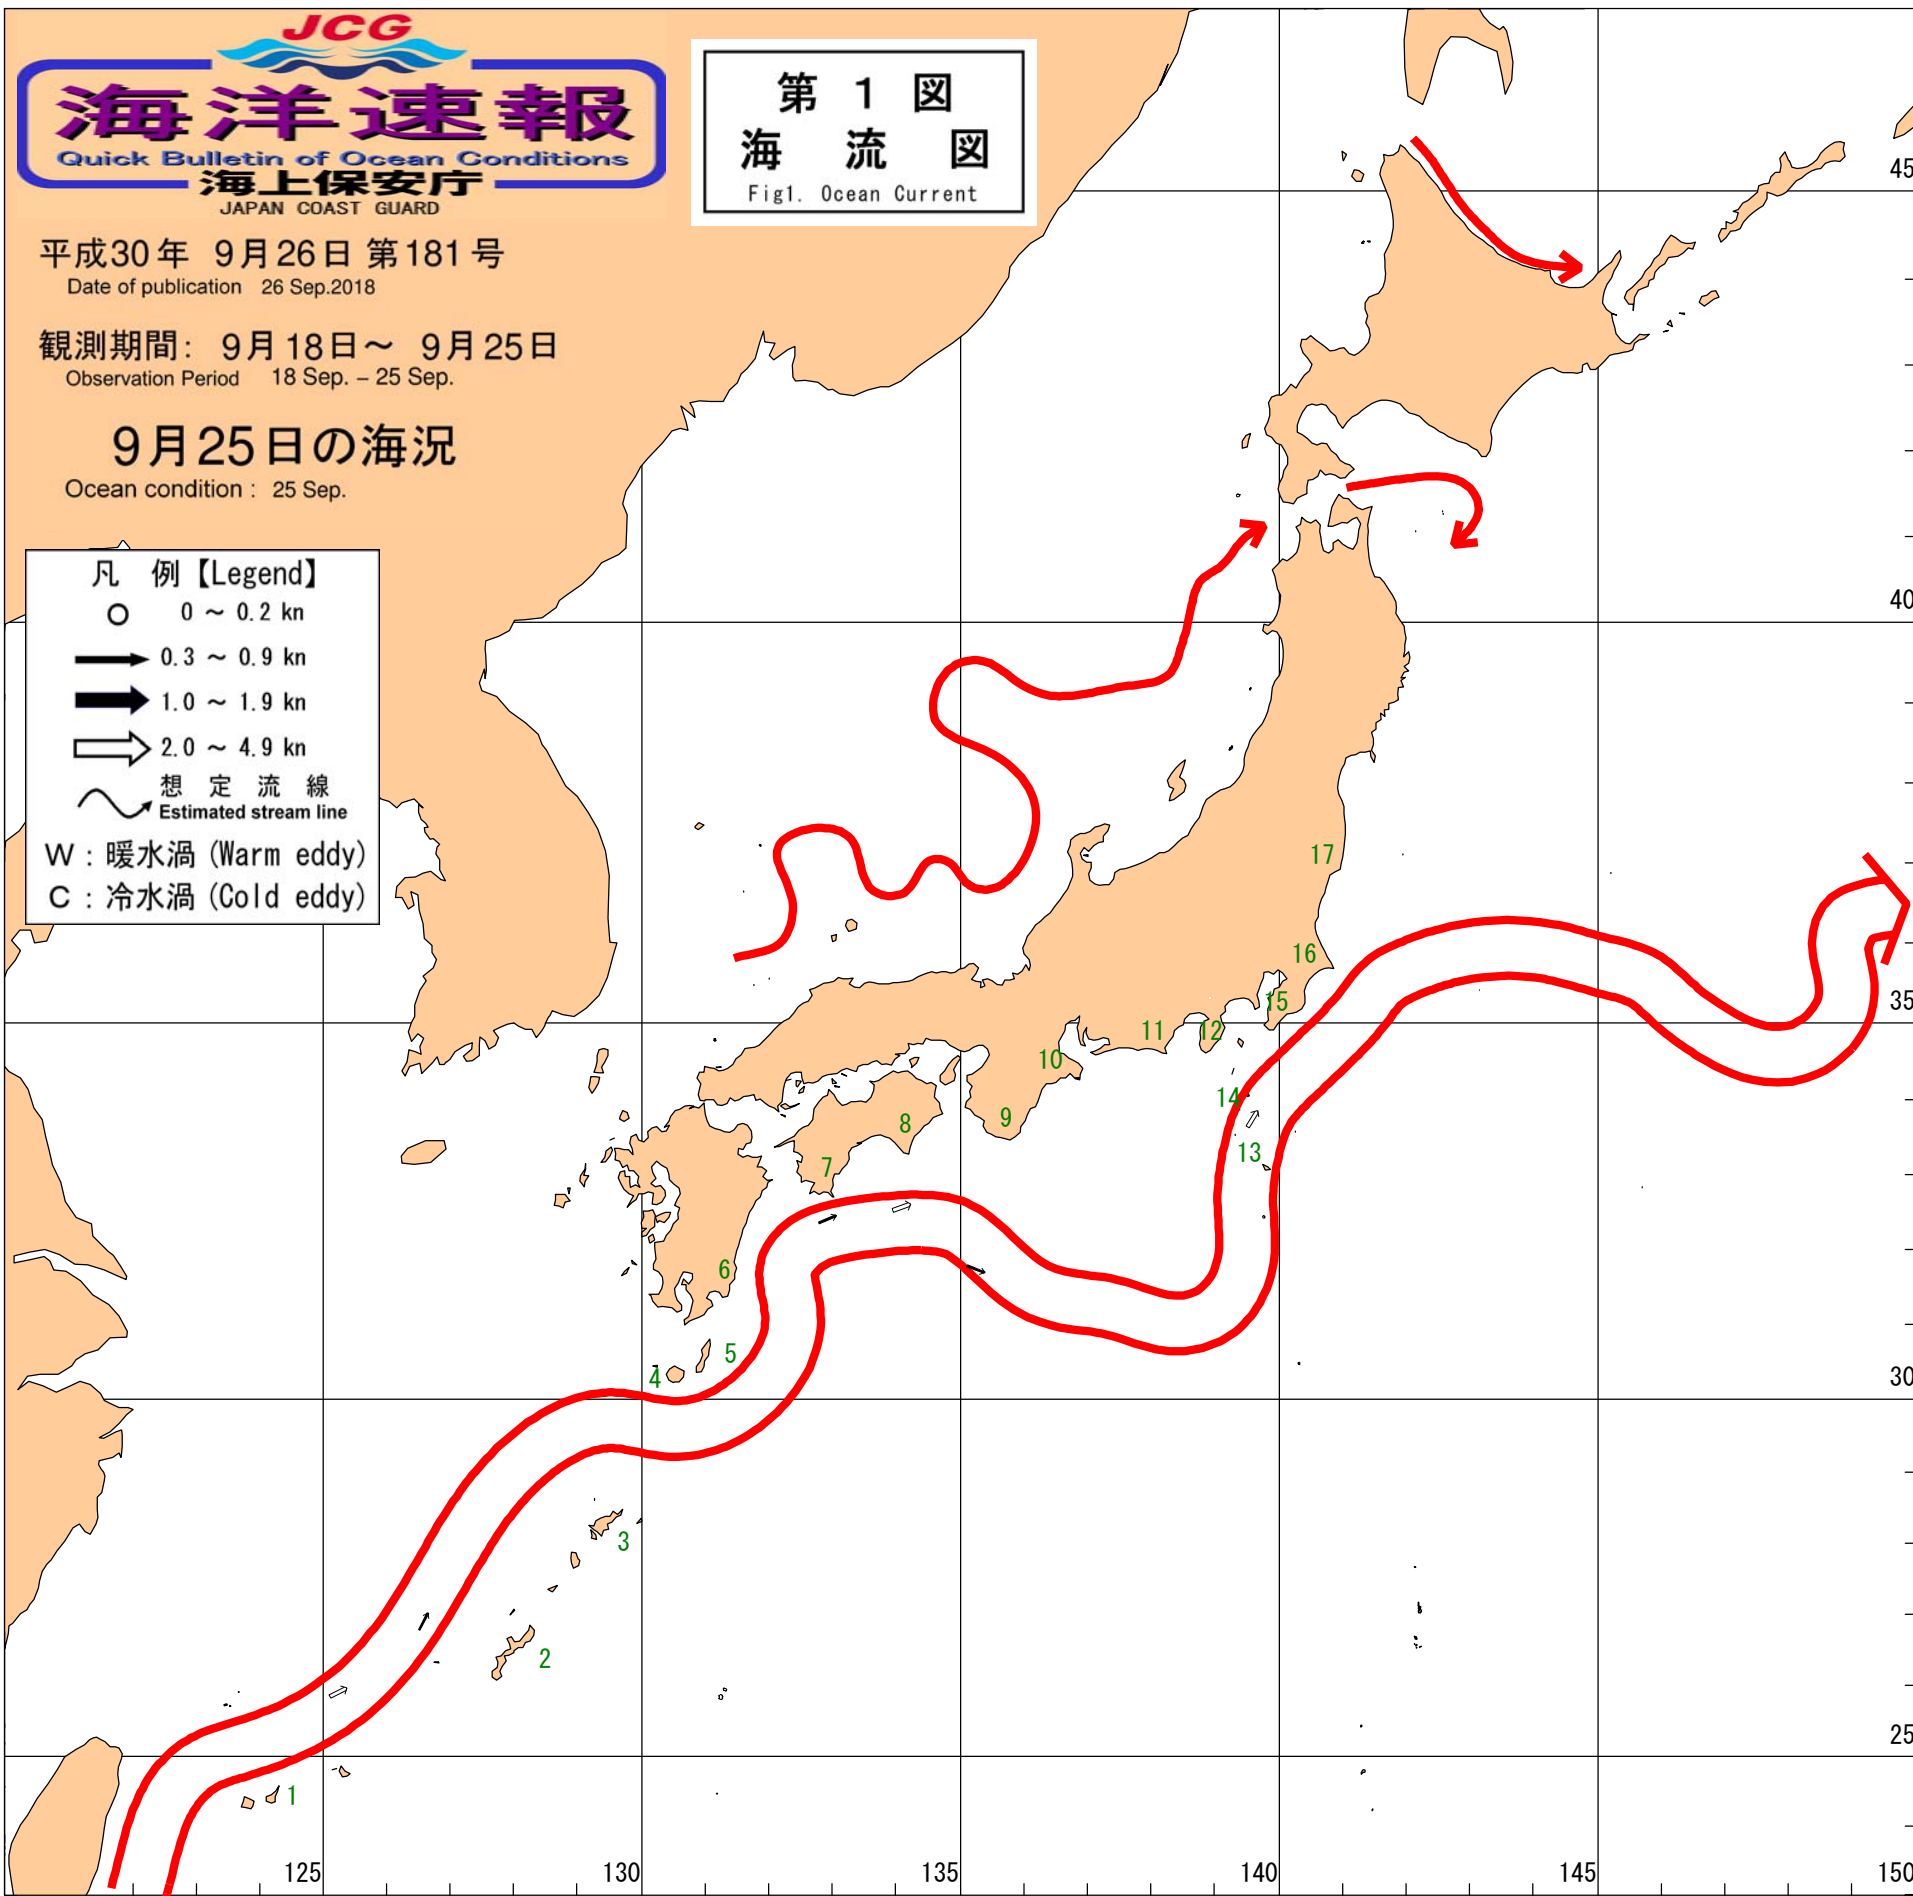 JCG
海洋速報
Quick Bulletin of Ocean Conditions
海上保安庁
JAPAN COAST GUARD
第 1 図
海 流 図
Fig1. Ocean Current
平成30年 9月26日 第181号
Date of publication 26 Sep.2018
観測期間: 9月18日～ 9月25日
Observation Period 18 Sep. – 25 Sep.
9月25日の海況
Ocean condition : 25 Sep.
凡 例【Legend】
0 ～ 0.2 kn
0.3 ～ 0.9 kn
1.0 ～ 1.9 kn
2.0 ～ 4.9 kn
想 定 流 線
Estimated stream line
W : 暖水渦 (Warm eddy)
C : 冷水渦 (Cold eddy)
45
40
35
30
25
17
16
15
11
12
10
14
9
8
13
7
6
5
4
3
2
1
125
130
135
140
145
150